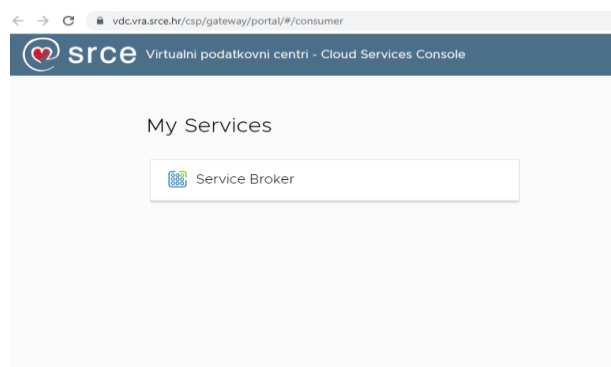 vdc.vra.srce.hr/csp/gateway/portal/#/consumer
srce Virtualni podatkovni centri - Cloud Services Console
My Services
Service Broker